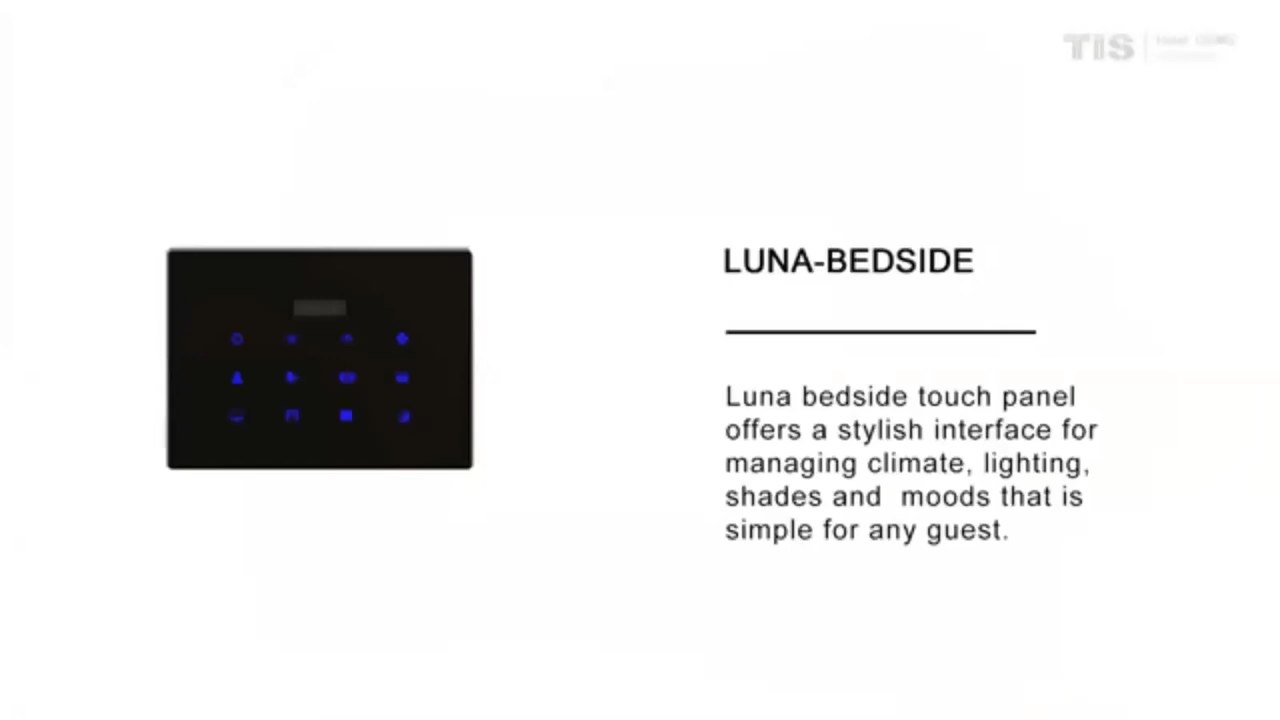 TIS
LUNA-BEDSIDE
Luna bedside touch panel
offers a stylish interface for
managing climate, lighting,
shades and  moods that is
simple for any guest.